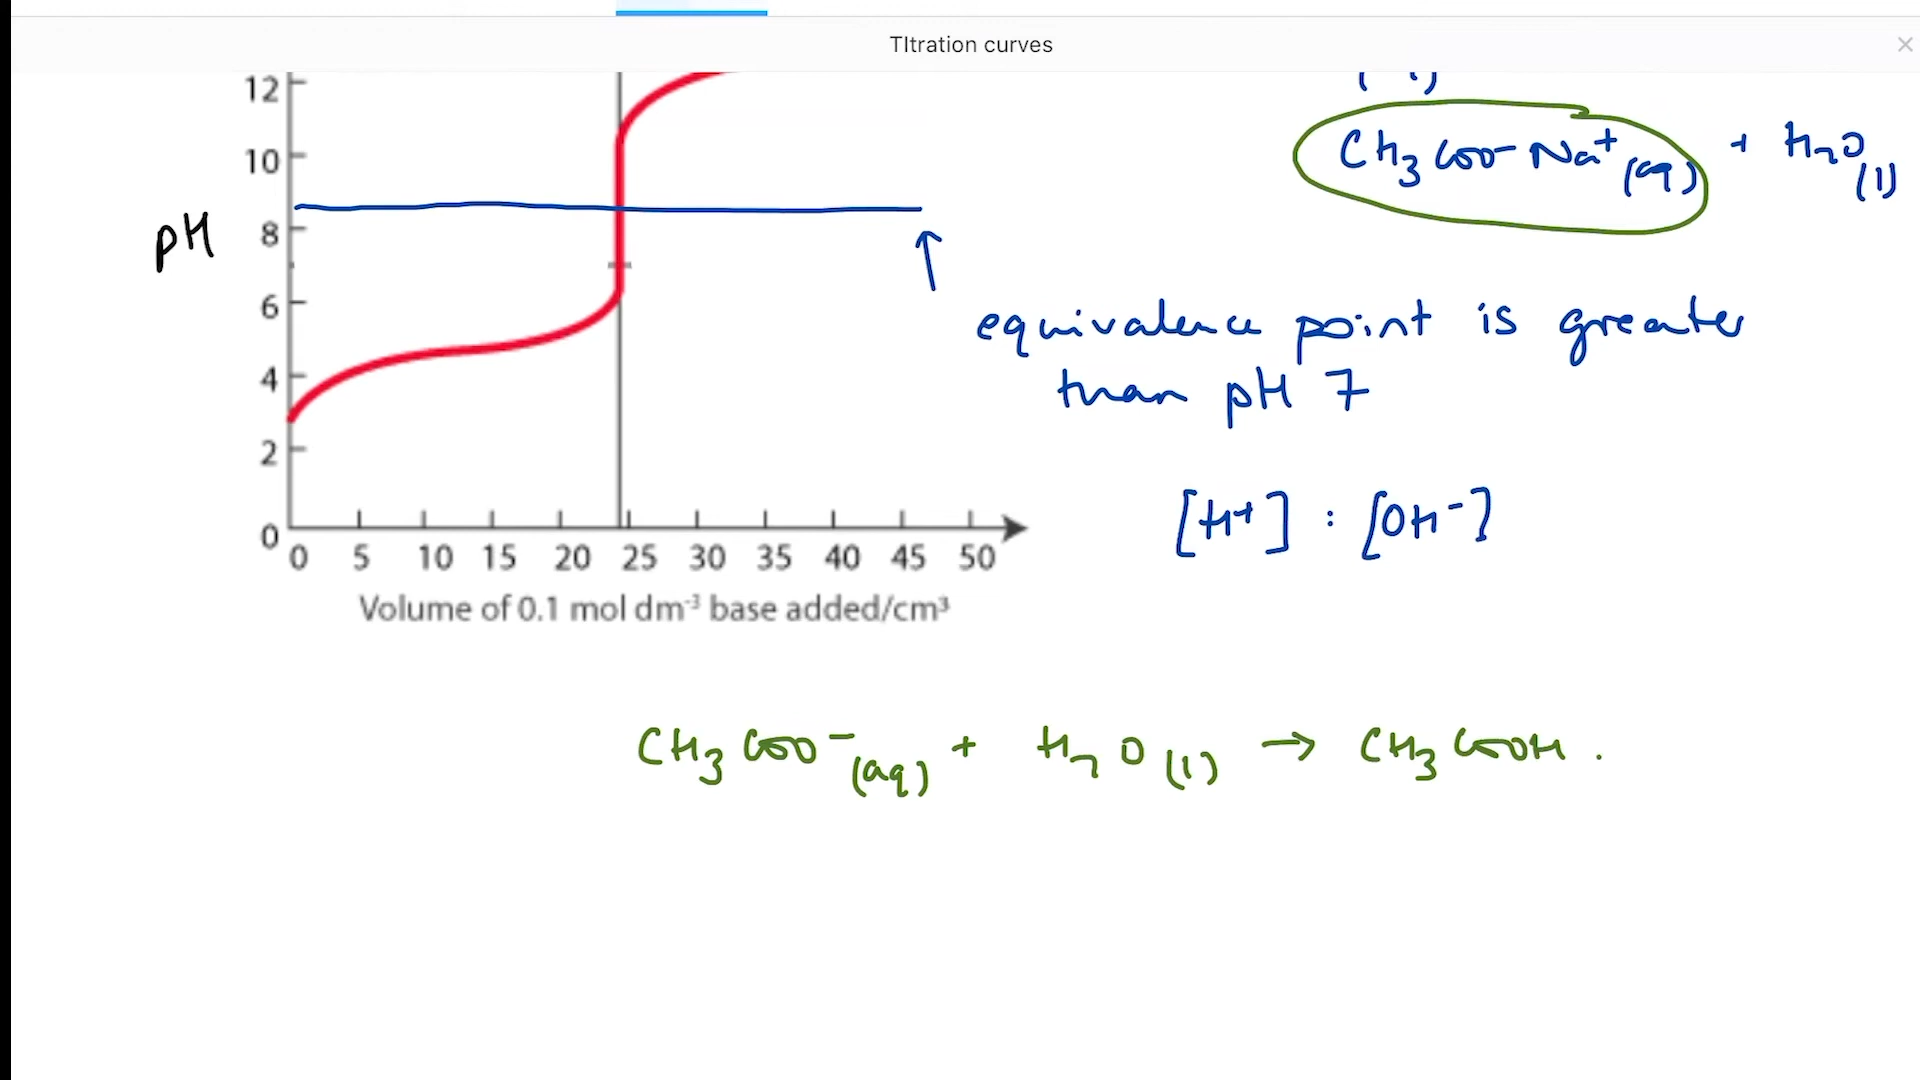 TItration curves
12
10
8
6
4
2
0
pH
0 5 10 15 20 25 30 35 40 45 50
Volume of 0.1 mol dm⁻³ base added/cm³
CH₃COO⁻Na⁺(aq) + H₂O(l)
equivalence point is greater
than pH 7
[H⁺] : [OH⁻]
CH₃COO⁻(aq) + H₂O(l) → CH₃COOH .